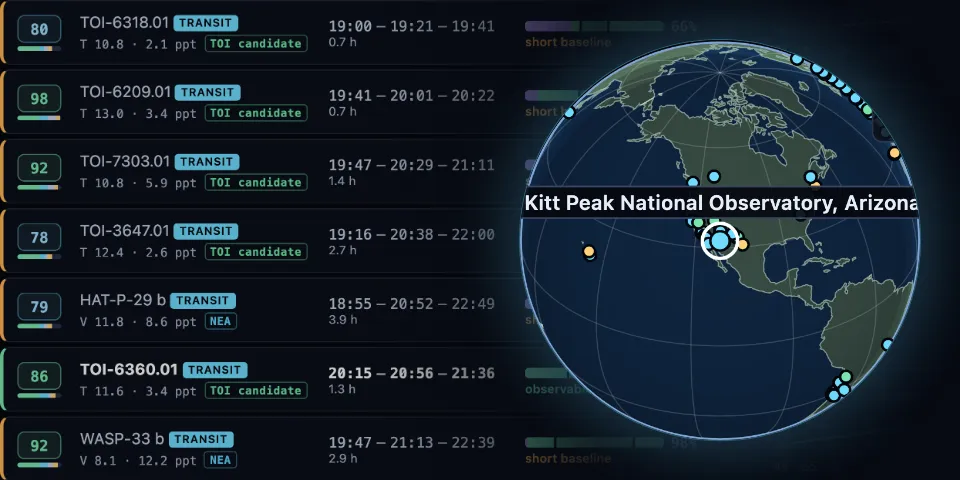 80
TOI-6318.01 TRANSIT
T 10.8 · 2.1 ppt TOI candidate
19:00 — 19:21 — 19:41
0.7 h
66%
short baseline
98
TOI-6209.01 TRANSIT
T 13.0 · 3.4 ppt TOI candidate
19:41 — 20:01 — 20:22
0.7 h
92
TOI-7303.01 TRANSIT
T 10.8 · 5.9 ppt TOI candidate
19:47 — 20:29 — 21:11
1.4 h
Kitt Peak National Observatory, Arizona
78
TOI-3647.01 TRANSIT
T 12.4 · 2.6 ppt TOI candidate
19:16 — 20:38 — 22:00
2.7 h
79
HAT-P-29 b TRANSIT
V 11.8 · 8.6 ppt NEA
18:55 — 20:52 — 22:49
3.9 h
86
TOI-6360.01 TRANSIT
T 11.6 · 3.4 ppt TOI candidate
20:15 — 20:56 — 21:36
1.3 h
92
WASP-33 b TRANSIT
V 8.1 · 12.2 ppt NEA
19:47 — 21:13 — 22:39
2.9 h
98%
short baseline